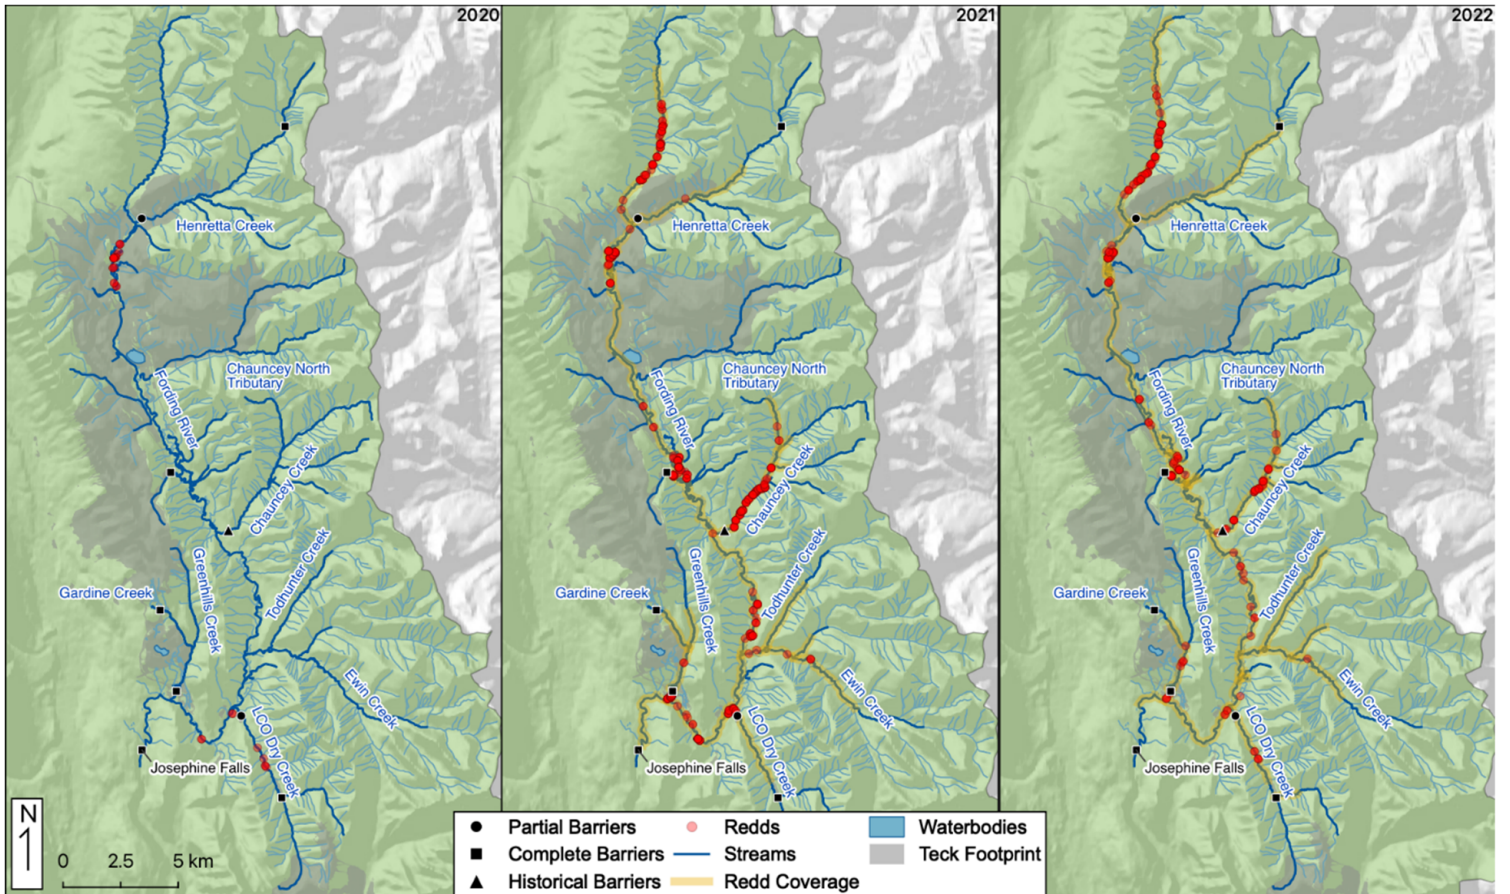 2020
Henretta Creek
Chauncey North
Tributary
Fording River
Chauncey Creek
Todhunter Creek
Greenhills Creek
Gardine Creek
Ewin Creek
LCO Dry Creek
Josephine Falls
N
0 2.5 5 km
2021
Henretta Creek
Chauncey North
Tributary
Fording River
Chauncey Creek
Todhunter Creek
Greenhills Creek
Gardine Creek
Ewin Creek
LCO Dry Creek
Josephine Falls
2022
Henretta Creek
Chauncey North
Tributary
Fording River
Chauncey Creek
Todhunter Creek
Greenhills Creek
Gardine Creek
Ewin Creek
LCO Dry Creek
Josephine Falls
Partial Barriers Redds Waterbodies
Complete Barriers Streams Teck Footprint
Historical Barriers Redd Coverage